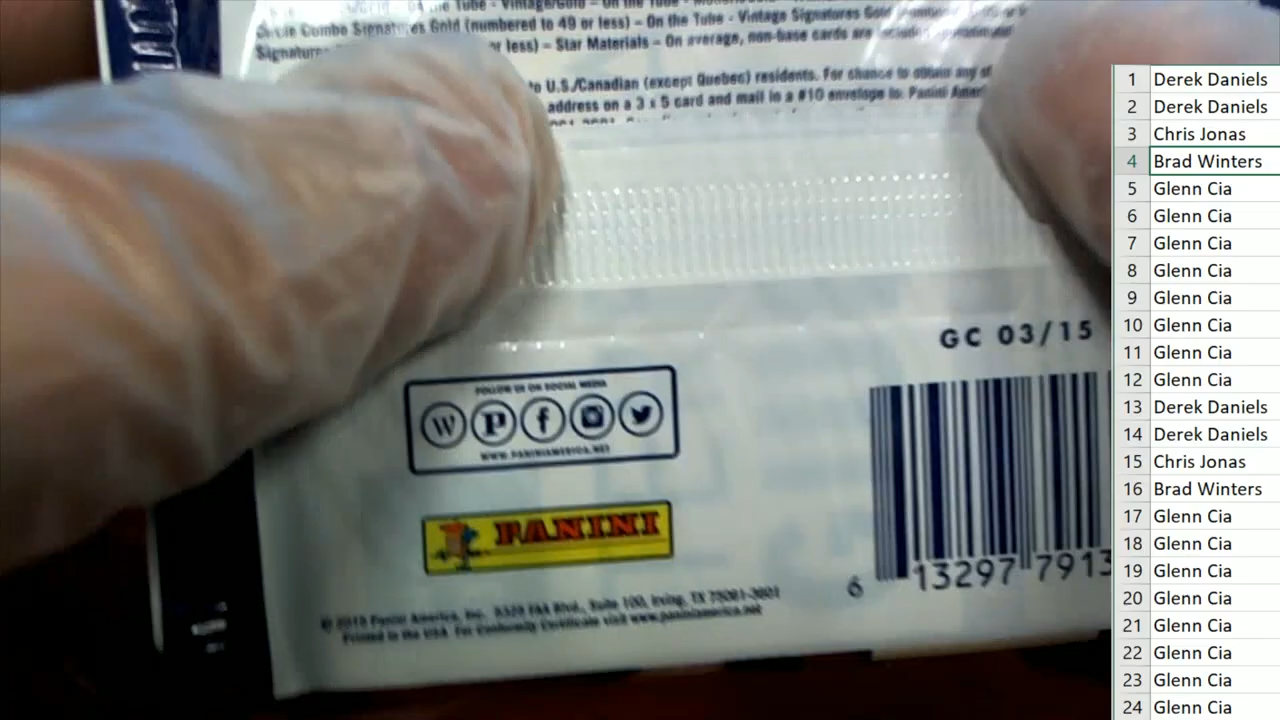 the Tube - Vintage/Gold - On the Tube -
Circle Combo Signatures Gold (numbered to 49 or less) – On the Tube - Vintage Signatures Gold
Signatures or less) – Star Materials – On average, non-base cards are
to U.S./Canadian (except Quebec) residents. For chance to obtain any of
address on a 3 x 5 card and mail in a #10 envelope to: Panini
GC 03/15
FOLLOW US ON SOCIAL MEDIA
W P f
WWW.PANINIAMERICA.NET
PANINI
6 13297 7913
Panini America, Inc. 5325 FAA Blvd., Suite 100, Irving, TX 75061-3601
Printed in the USA. For Conformity Certificate visit www.paniniamerica.net
1 Derek Daniels
2 Derek Daniels
3 Chris Jonas
4 Brad Winters
5 Glenn Cia
6 Glenn Cia
7 Glenn Cia
8 Glenn Cia
9 Glenn Cia
10 Glenn Cia
11 Glenn Cia
12 Glenn Cia
13 Derek Daniels
14 Derek Daniels
15 Chris Jonas
16 Brad Winters
17 Glenn Cia
18 Glenn Cia
19 Glenn Cia
20 Glenn Cia
21 Glenn Cia
22 Glenn Cia
23 Glenn Cia
24 Glenn Cia